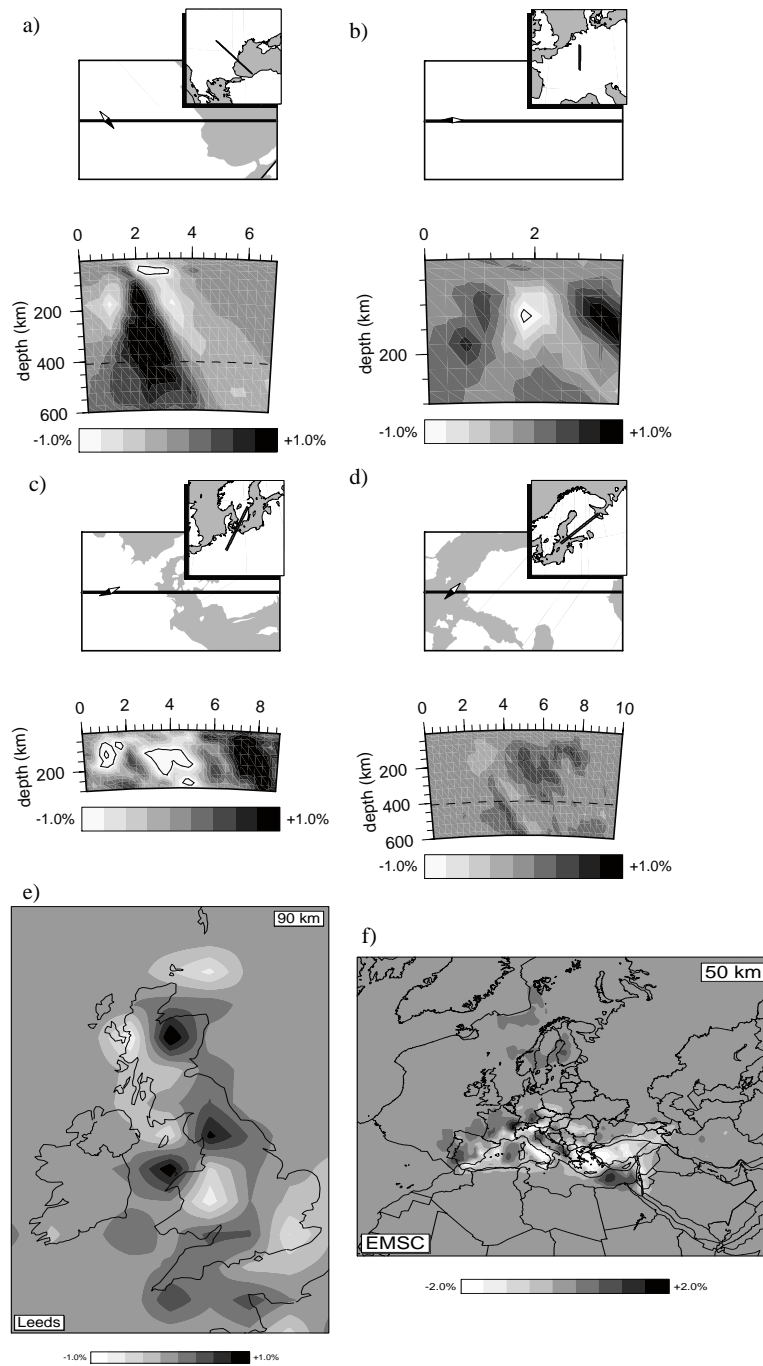 a)
b)
0 2 4 6
0 2
depth (km)
200
400
600
depth (km)
200
-1.0% +1.0%
-1.0% +1.0%
c)
d)
0 2 4 6 8
0 2 4 6 8 10
depth (km)
200
depth (km)
200
400
600
-1.0% +1.0%
-1.0% +1.0%
e)
90 km
f)
50 km
EMSC
-2.0% +2.0%
Leeds
-1.0% +1.0%